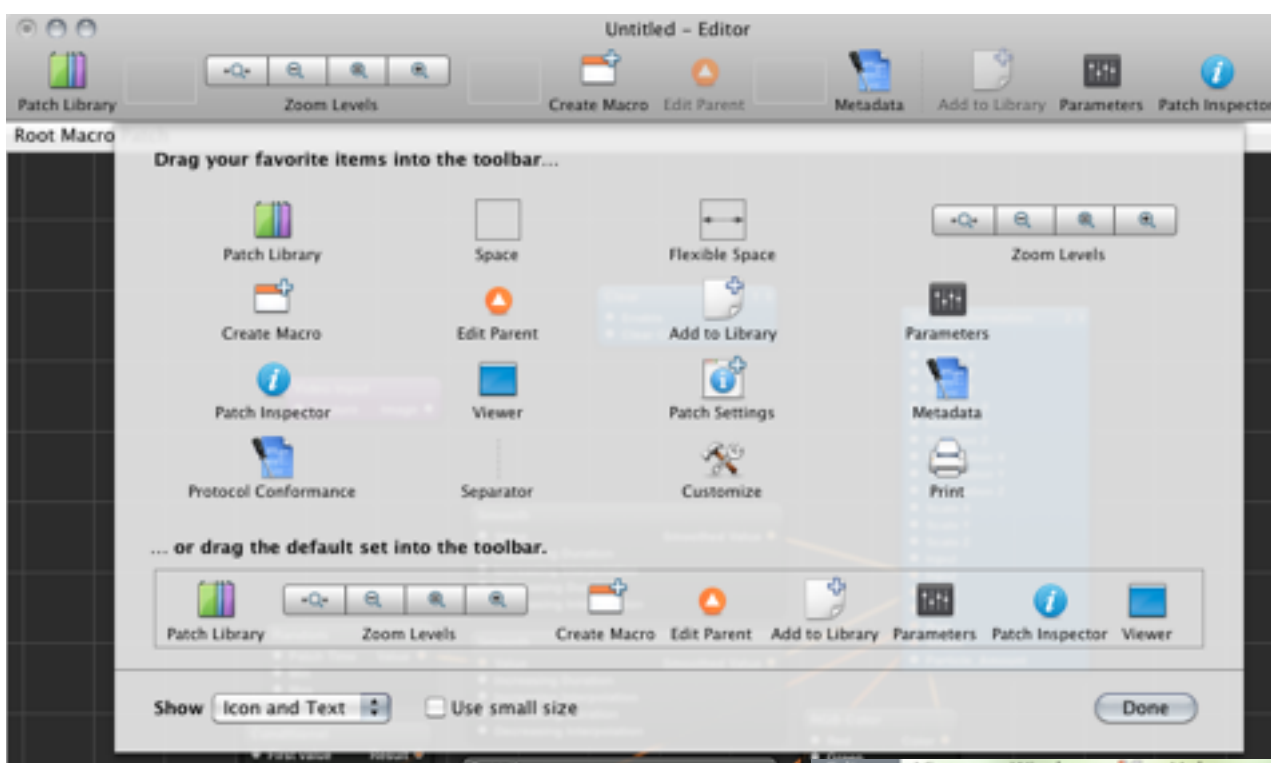 Untitled – Editor
Patch Library Zoom Levels Create Macro Edit Parent Metadata Add to Library Parameters Patch Inspector
Root Macro Patch
Drag your favorite items into the toolbar...
Patch Library Space Flexible Space Zoom Levels
Create Macro Edit Parent Add to Library Parameters
Patch Inspector Viewer Patch Settings Metadata
Protocol Conformance Separator Customize Print
... or drag the default set into the toolbar.
Patch Library Zoom Levels Create Macro Edit Parent Add to Library Parameters Patch Inspector Viewer
Show Icon and Text Use small size Done
First Value Result